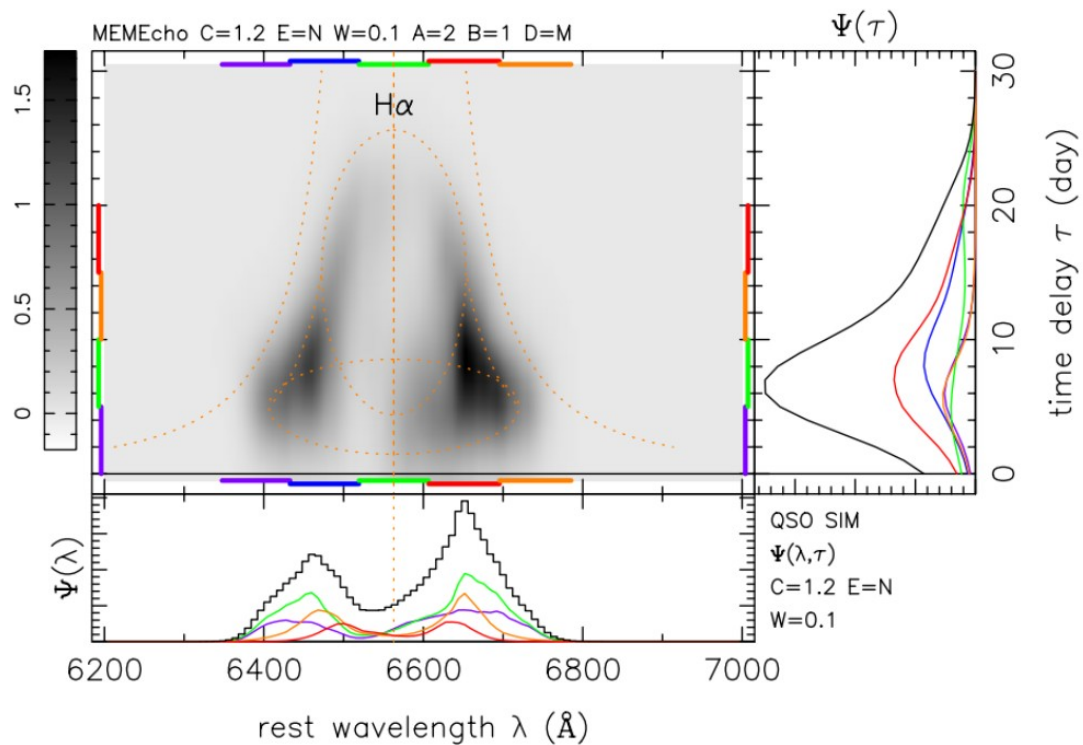 MEMEcho C=1.2 E=N W=0.1 A=2 B=1 D=M
Ψ(τ)
1.5
1
0.5
0
Hα
30
20
10
0
time delay τ (day)
Ψ(λ)
QSO SIM
Ψ(λ,τ)
C=1.2 E=N
W=0.1
6200 6400 6600 6800 7000
rest wavelength λ (Å)